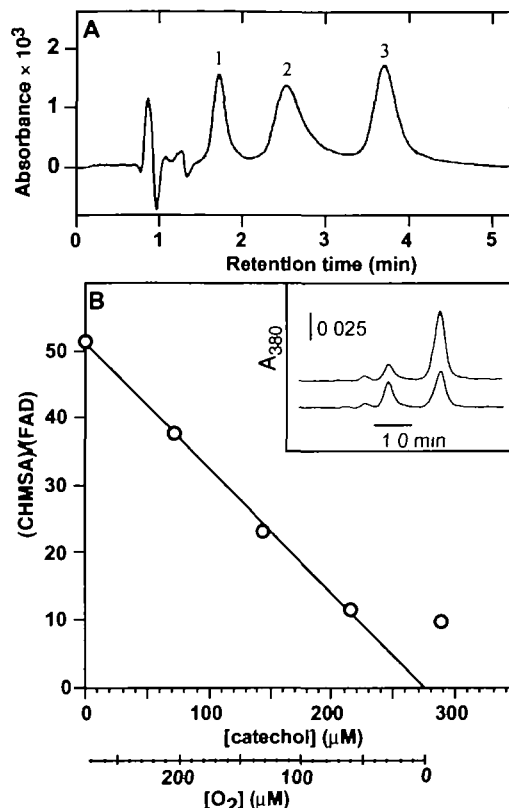 A
Absorbance × 10³
2
1
0
1
2
3
0
1
2
3
4
5
Retention time (min)
B
(CHMSA)/(FAD)
50
40
30
20
10
0
A380
0 025
1 0 min
0
100
200
300
[catechol] (μM)
200
100
0
[O2] (μM)